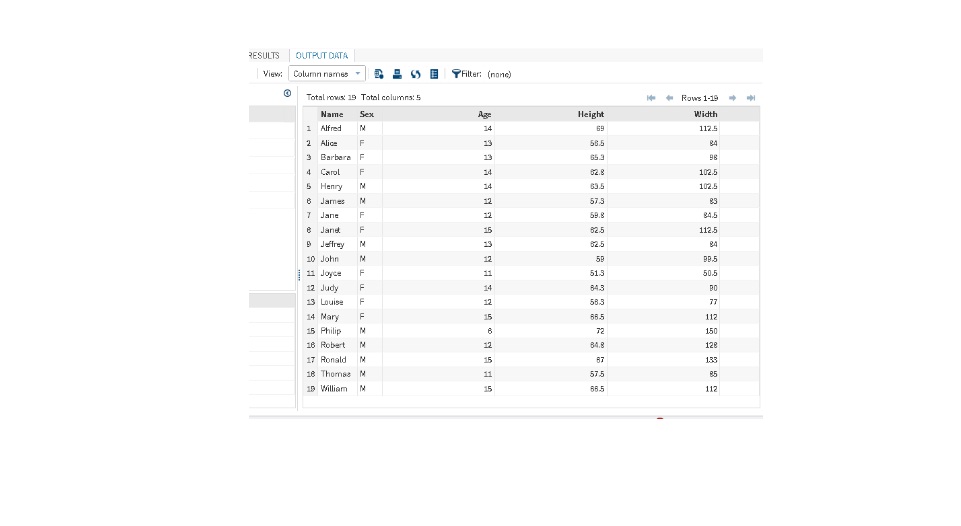 RESULTS OUTPUT DATA
View: Column names Filter: (none)
Total rows: 19 Total columns: 5 Rows 1-19
Name Sex Age Height Width
1 Alfred M 14 69 112.5
2 Alice F 13 56.5 84
3 Barbara F 13 65.3 98
4 Carol F 14 62.8 102.5
5 Henry M 14 63.5 102.5
6 James M 12 57.3 83
7 Jane F 12 59.8 84.5
8 Janet F 15 62.5 112.5
9 Jeffrey M 13 62.5 84
10 John M 12 59 99.5
11 Joyce F 11 51.3 50.5
12 Judy F 14 64.3 90
13 Louise F 12 56.3 77
14 Mary F 15 66.5 112
15 Philip M 6 72 150
16 Robert M 12 64.8 128
17 Ronald M 15 67 133
18 Thomas M 11 57.5 85
19 William M 15 66.5 112